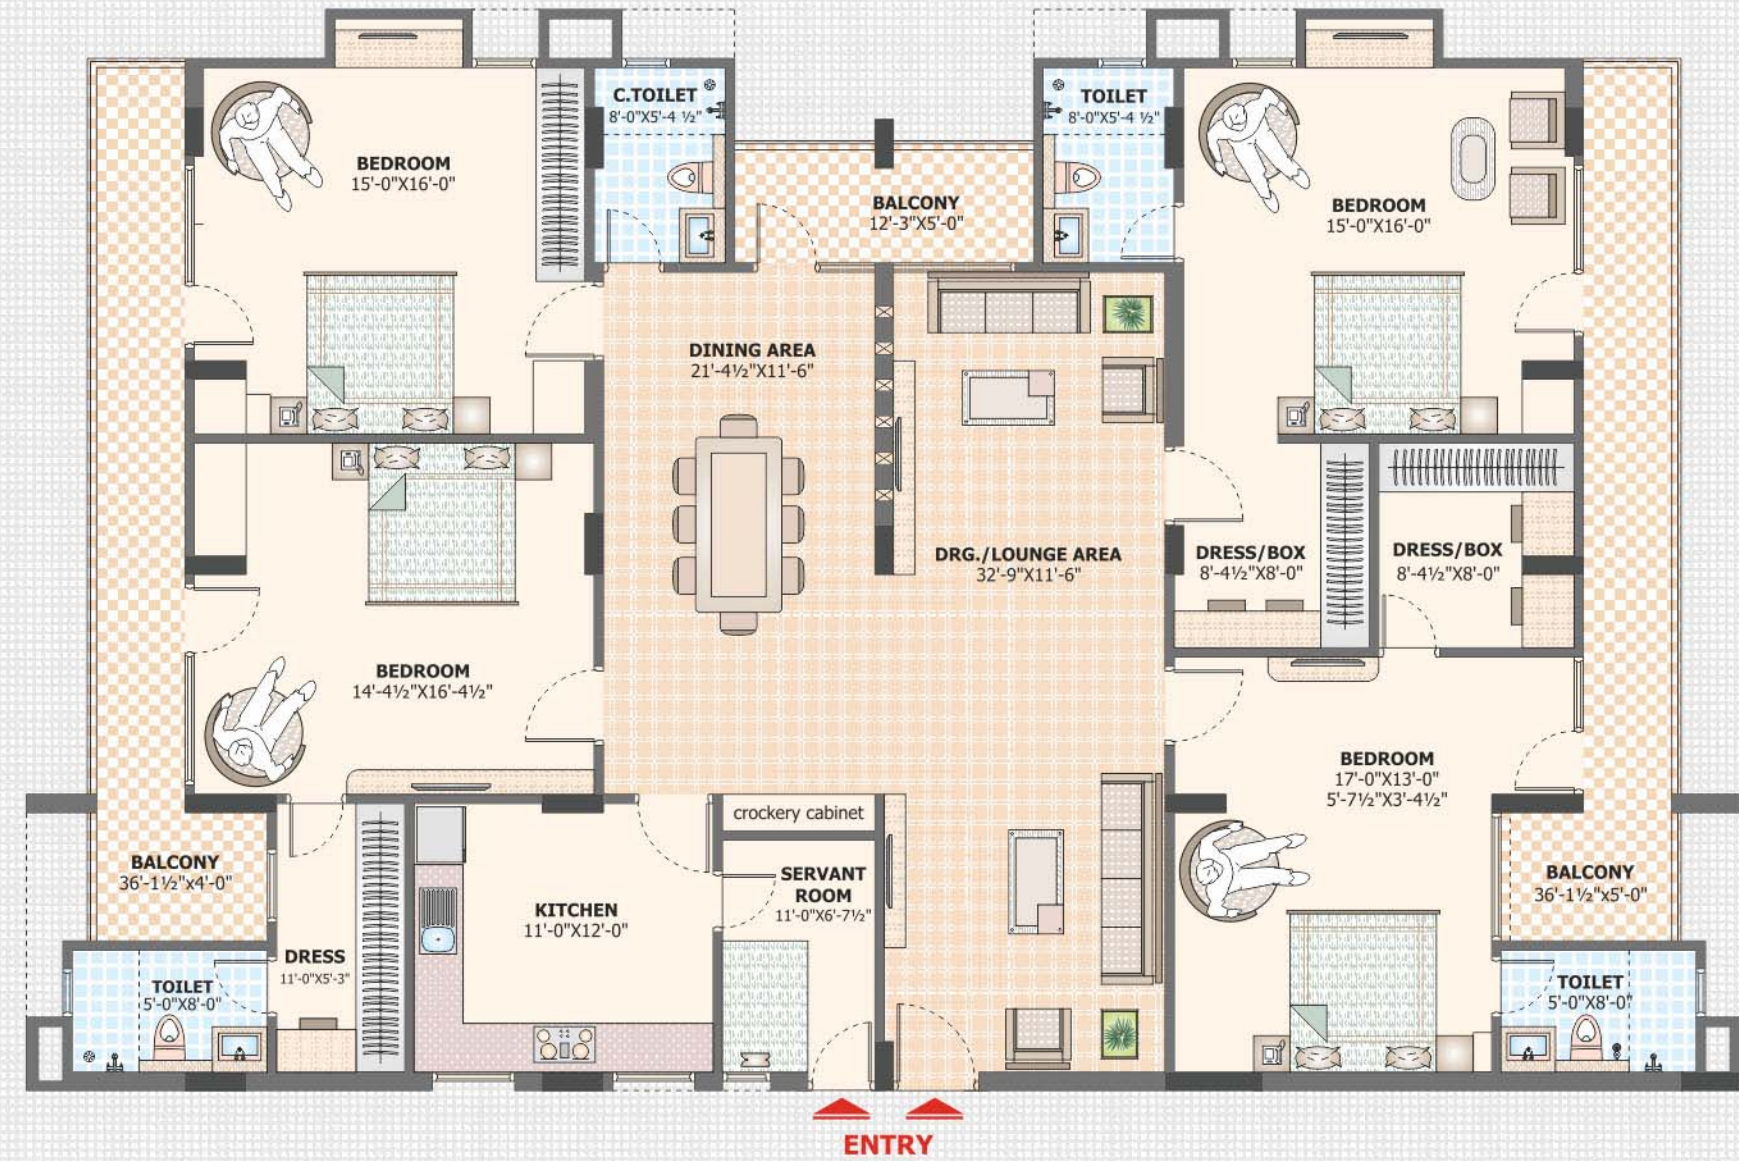 C.TOILET
8'-0"X5'-4 ½"
TOILET
8'-0"X5'-4 ½"
BEDROOM
15'-0"X16'-0"
BALCONY
12'-3"X5'-0"
BEDROOM
15'-0"X16'-0"
DINING AREA
21'-4½"X11'-6"
DRG./LOUNGE AREA
32'-9"X11'-6"
DRESS/BOX
8'-4½"X8'-0"
DRESS/BOX
8'-4½"X8'-0"
BEDROOM
14'-4½"X16'-4½"
BEDROOM
17'-0"X13'-0"
5'-7½"X3'-4½"
crockery cabinet
BALCONY
36'-1½"x4'-0"
SERVANT
ROOM
11'-0"X6'-7½"
BALCONY
36'-1½"x5'-0"
KITCHEN
11'-0"X12'-0"
DRESS
11'-0"X5'-3"
TOILET
5'-0"X8'-0"
TOILET
5'-0"X8'-0"
ENTRY